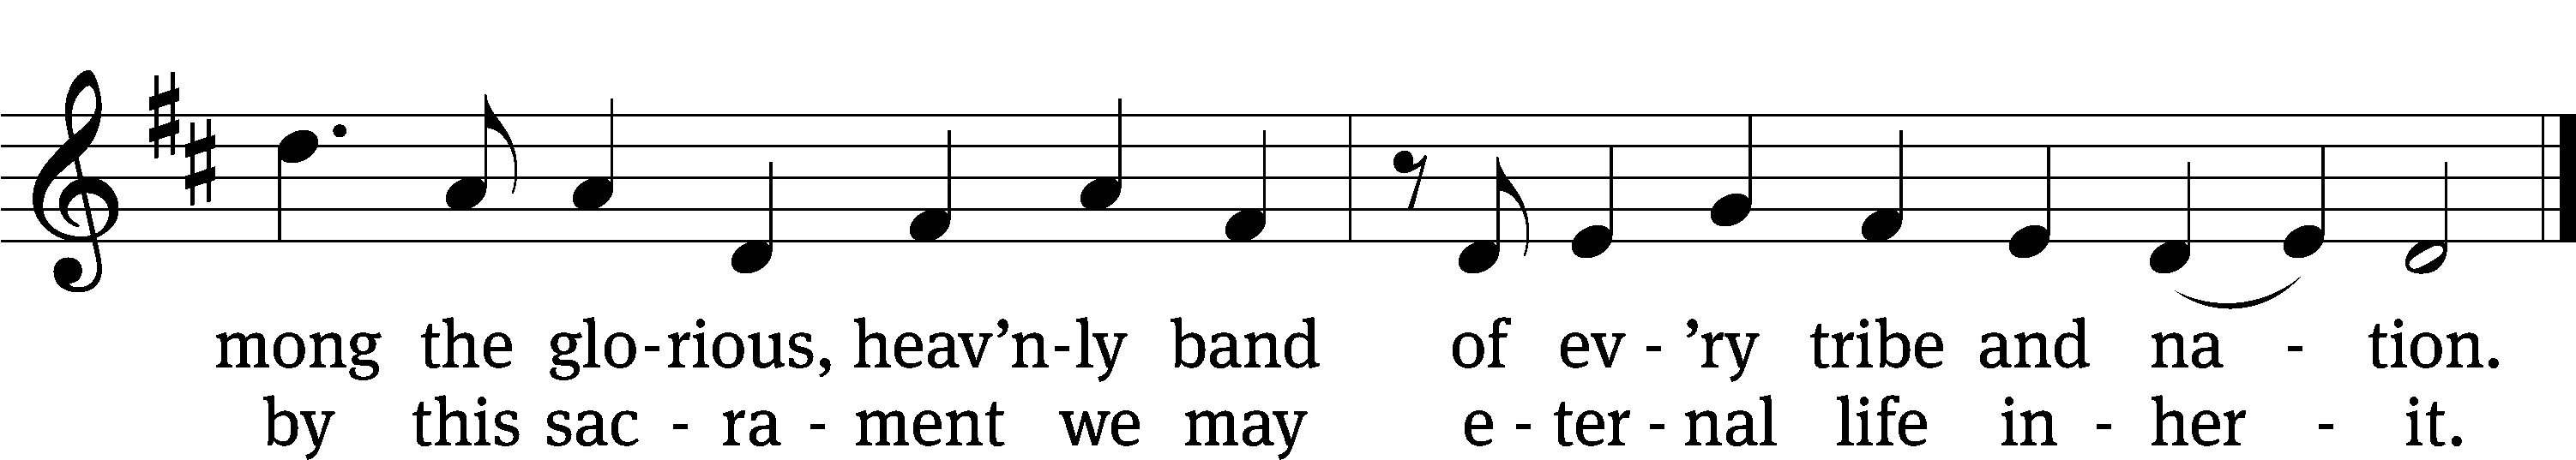 mong the glo-rious, heav’n-ly band of ev - ’ry tribe and na - tion.
by this sac - ra - ment we may e - ter - nal life in - her - it.